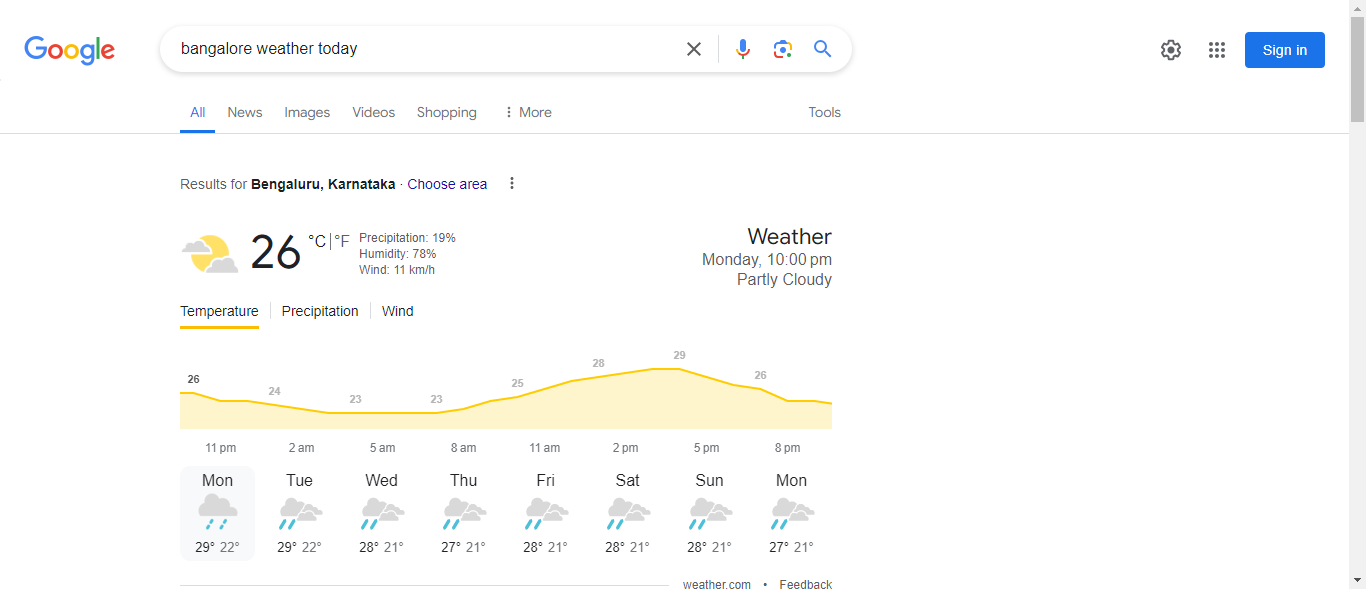 Google
bangalore weather today
Sign in
All News Images Videos Shopping More Tools
Results for Bengaluru, Karnataka · Choose area
26 °C | °F
Precipitation: 19%
Humidity: 78%
Wind: 11 km/h
Weather
Monday, 10:00 pm
Partly Cloudy
Temperature Precipitation Wind
26 24 23 23 25 28 29 26
11 pm 2 am 5 am 8 am 11 am 2 pm 5 pm 8 pm
Mon Tue Wed Thu Fri Sat Sun Mon
29° 22° 29° 22° 28° 21° 27° 21° 28° 21° 28° 21° 28° 21° 27° 21°
weather.com • Feedback